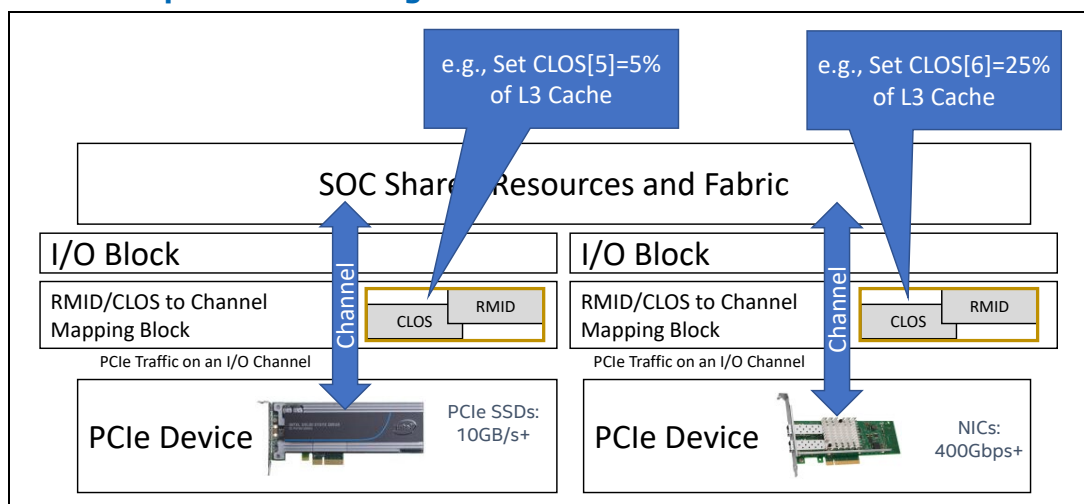 e.g., Set CLOS[5]=5%
of L3 Cache
e.g., Set CLOS[6]=25%
of L3 Cache
SOC Share Resources and Fabric
I/O Block
I/O Block
RMID/CLOS to Channel
Mapping Block
CLOS
RMID
Channel
RMID/CLOS to Channel
Mapping Block
CLOS
RMID
Channel
PCIe Traffic on an I/O Channel
PCIe Traffic on an I/O Channel
PCIe Device
PCIe SSDs:
10GB/s+
PCIe Device
NICs:
400Gbps+